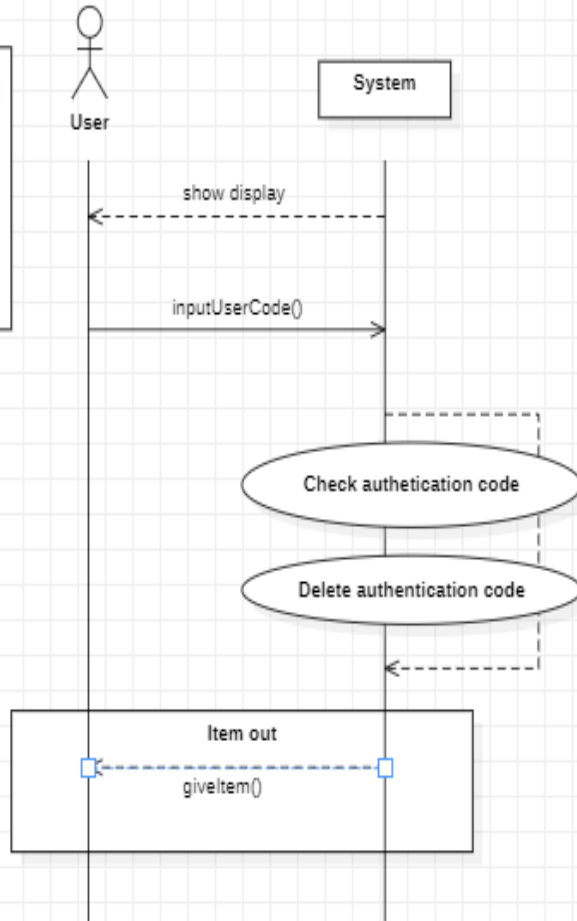 User
System
show display
inputUserCode()
Check authetication code
Delete authentication code
Item out
giveItem()